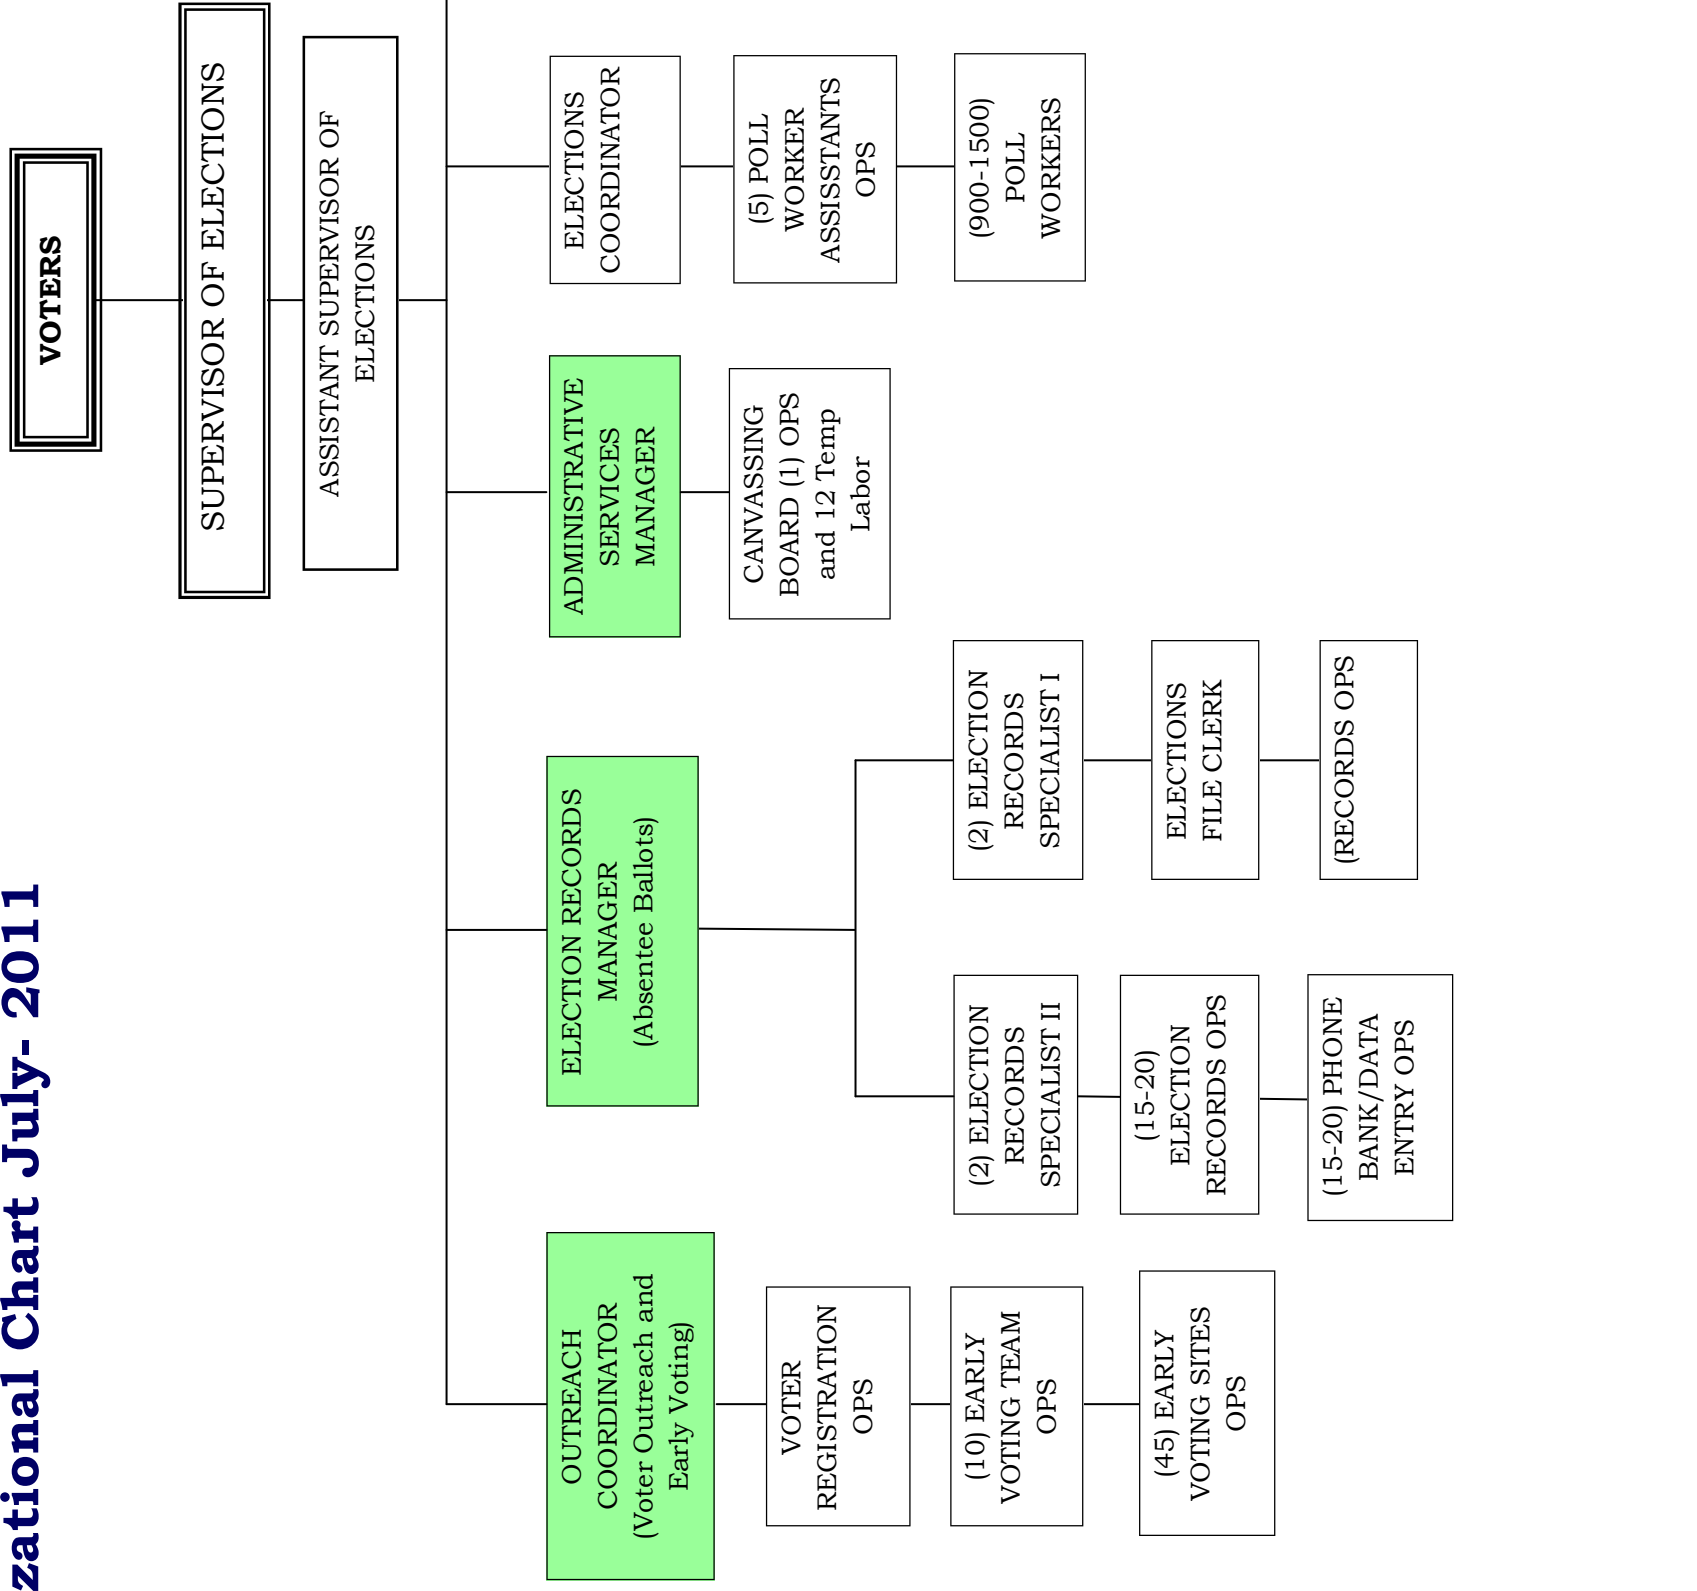 zational Chart July- 2011
VOTERS
SUPERVISOR OF ELECTIONS
ASSISTANT SUPERVISOR OF
ELECTIONS
OUTREACH
COORDINATOR
(Voter Outreach and
Early Voting)
VOTER
REGISTRATION
OPS
(10) EARLY
VOTING TEAM
OPS
(45) EARLY
VOTING SITES
OPS
ELECTION RECORDS
MANAGER
(Absentee Ballots)
(2) ELECTION
RECORDS
SPECIALIST II
(15-20)
ELECTION
RECORDS OPS
(15-20) PHONE
BANK/DATA
ENTRY OPS
(2) ELECTION
RECORDS
SPECIALIST I
ELECTIONS
FILE CLERK
(RECORDS OPS
ADMINISTRATIVE
SERVICES
MANAGER
CANVASSING
BOARD (1) OPS
and 12 Temp
Labor
ELECTIONS
COORDINATOR
(5) POLL
WORKER
ASSISSTANTS
OPS
(900-1500)
POLL
WORKERS